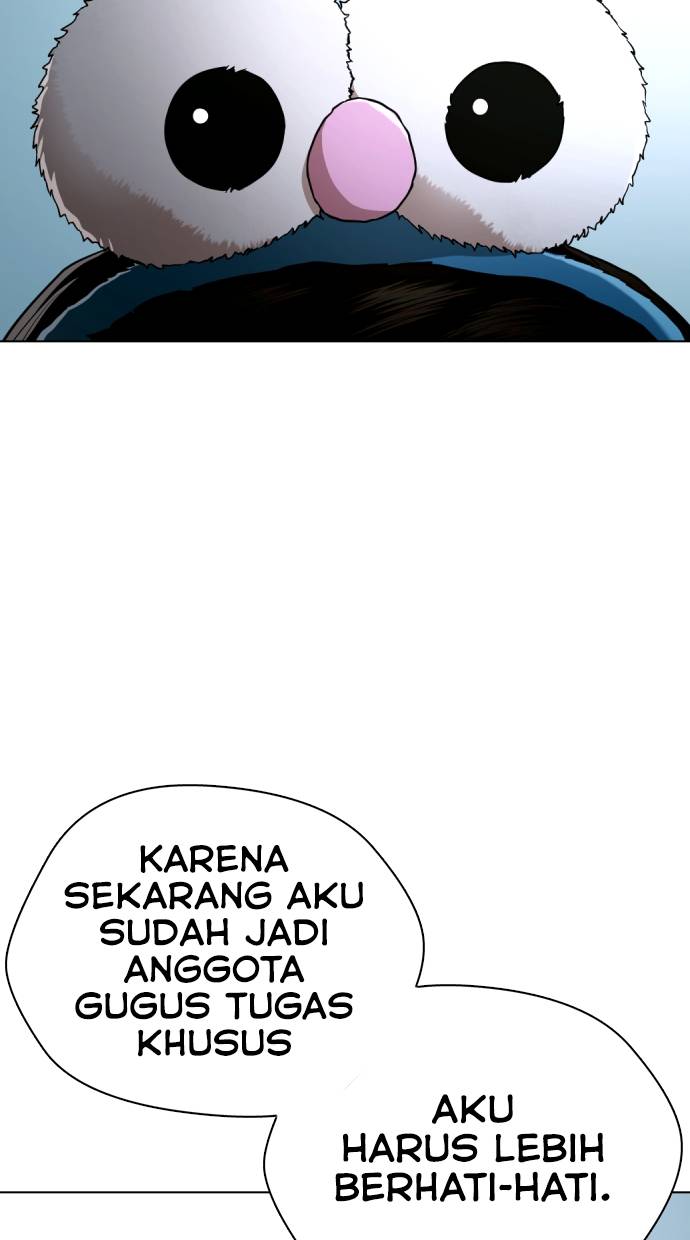 KARENA
SEKARANG AKU
SUDAH JADI
ANGGOTA
GUGUS TUGAS
KHUSUS
AKU
HARUS LEBIH
BERHATI-HATI.